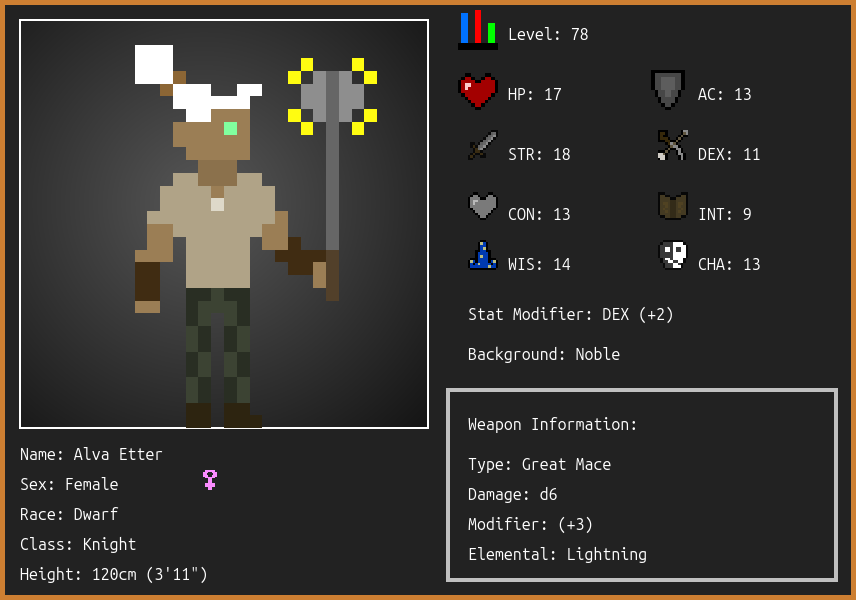 Level: 78
HP: 17
AC: 13
STR: 18
DEX: 11
CON: 13
INT: 9
WIS: 14
CHA: 13
Stat Modifier: DEX (+2)
Background: Noble
Weapon Information:
Type: Great Mace
Damage: d6
Modifier: (+3)
Elemental: Lightning
Name: Alva Etter
Sex: Female
Race: Dwarf
Class: Knight
Height: 120cm (3'11")